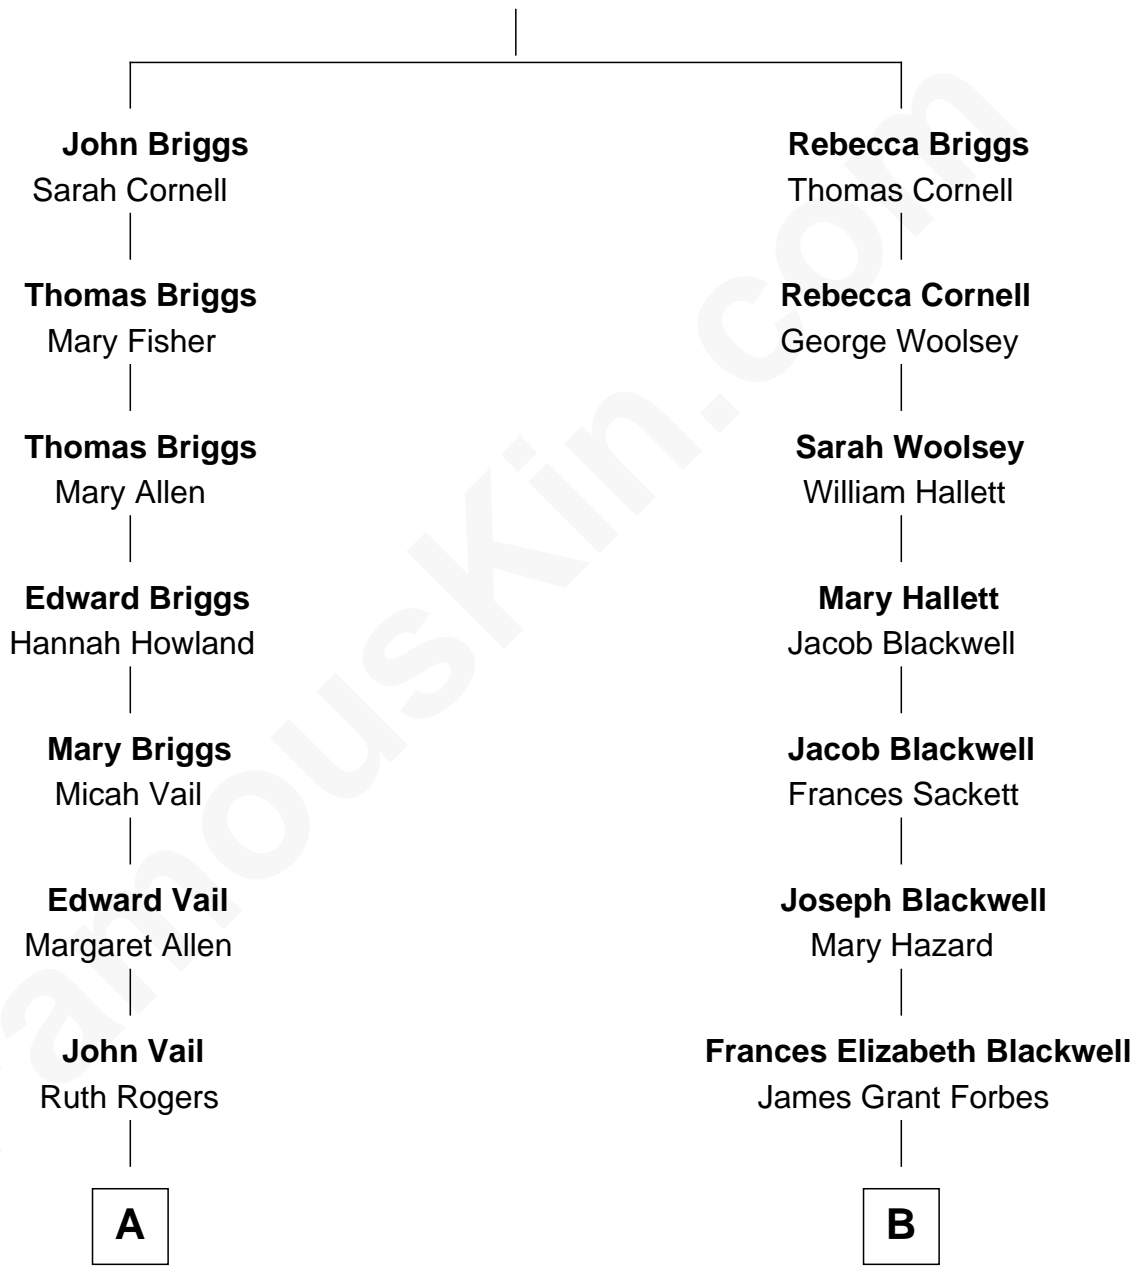 John Briggs
Sarah Cornell
Thomas Briggs
Mary Fisher
Thomas Briggs
Mary Allen
Edward Briggs
Hannah Howland
Mary Briggs
Micah Vail
Edward Vail
Margaret Allen
John Vail
Ruth Rogers
A
Rebecca Briggs
Thomas Cornell
Rebecca Cornell
George Woolsey
Sarah Woolsey
William Hallett
Mary Hallett
Jacob Blackwell
Jacob Blackwell
Frances Sackett
Joseph Blackwell
Mary Hazard
Frances Elizabeth Blackwell
James Grant Forbes
B
amousKin.com